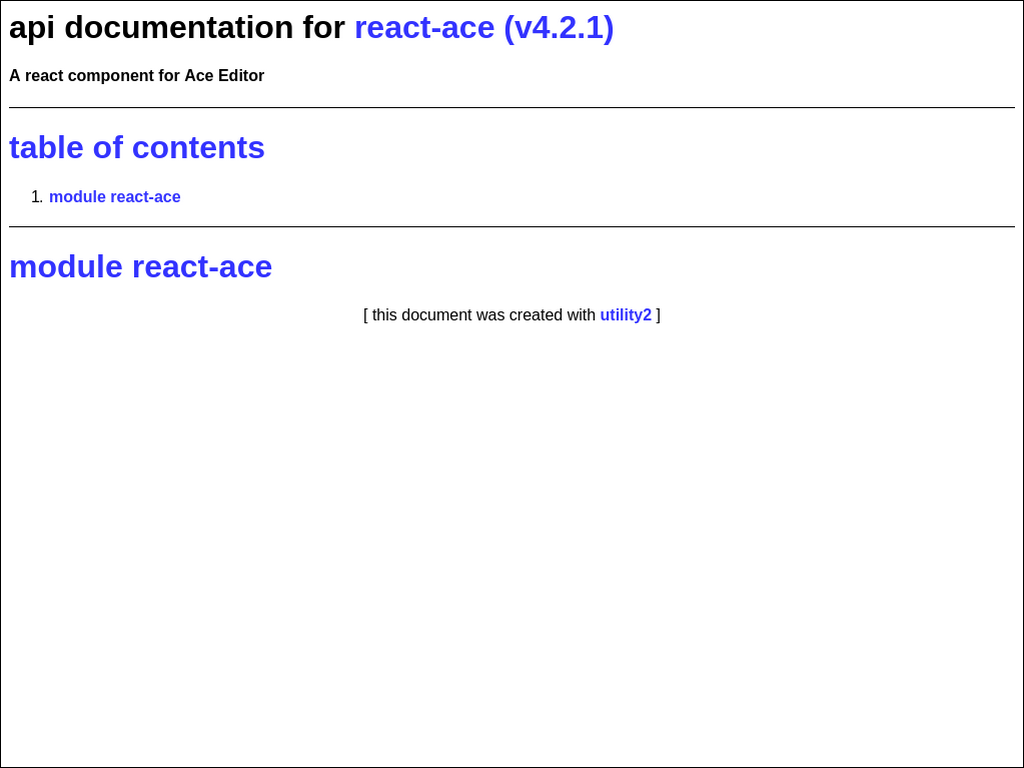 api documentation for react-ace (v4.2.1)
A react component for Ace Editor
table of contents
1. module react-ace
module react-ace
[ this document was created with utility2 ]